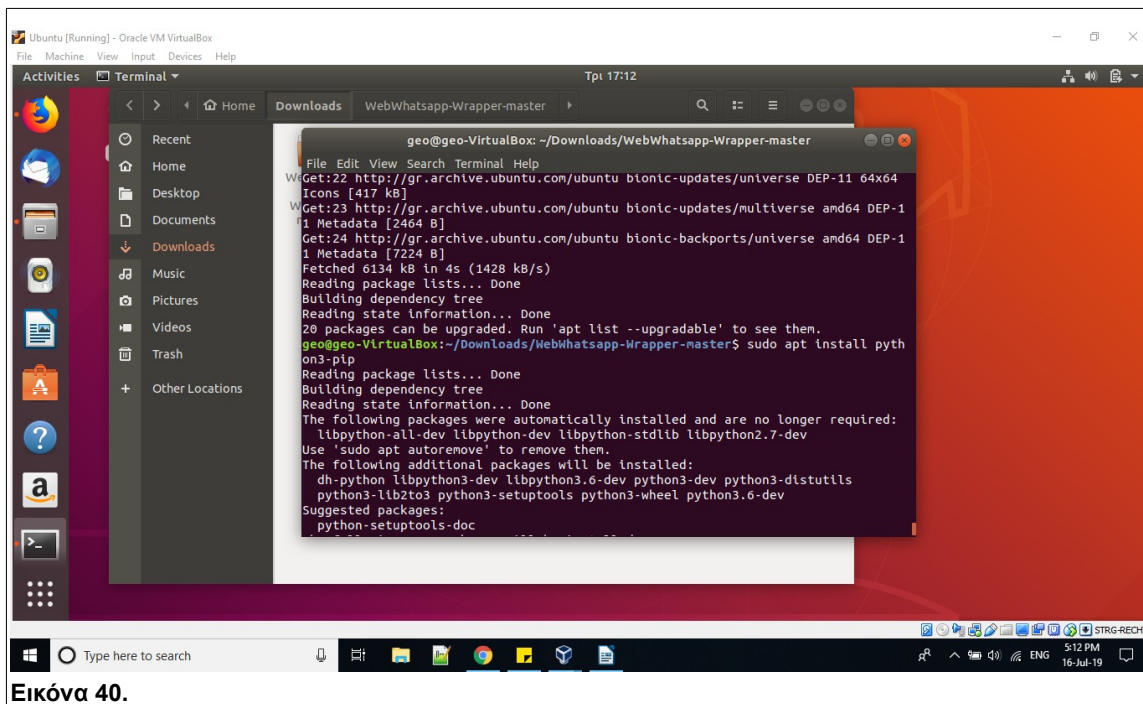 Ubuntu [Running] - Oracle VM VirtualBox
File Machine View Input Devices Help
Activities Terminal Τρι 17:12
Home Downloads WebWhatsapp-Wrapper-master
Recent
Home
Desktop
Documents
Downloads
Music
Pictures
Videos
Trash
+ Other Locations
geo@geo-VirtualBox: ~/Downloads/WebWhatsapp-Wrapper-master
File Edit View Search Terminal Help
Get:22 http://gr.archive.ubuntu.com/ubuntu bionic-updates/universe DEP-11 64x64
Icons [417 kB]
Get:23 http://gr.archive.ubuntu.com/ubuntu bionic-updates/multiverse amd64 DEP-1
1 Metadata [2464 B]
Get:24 http://gr.archive.ubuntu.com/ubuntu bionic-backports/universe amd64 DEP-1
1 Metadata [7224 B]
Fetched 6134 kB in 4s (1428 kB/s)
Reading package lists... Done
Building dependency tree
Reading state information... Done
20 packages can be upgraded. Run 'apt list --upgradable' to see them.
geo@geo-VirtualBox:~/Downloads/WebWhatsapp-Wrapper-master$ sudo apt install pyth
on3-pip
Reading package lists... Done
Building dependency tree
Reading state information... Done
The following packages were automatically installed and are no longer required:
libpython-all-dev libpython-dev libpython-stdlib libpython2.7-dev
Use 'sudo apt autoremove' to remove them.
The following additional packages will be installed:
dh-python libpython3-dev libpython3.6-dev python3-dev python3-distutils
python3-lib2to3 python3-setuptools python3-wheel python3.6-dev
Suggested packages:
python-setuptools-doc
STRG-RECH
Type here to search
ENG
5:12 PM
16-Jul-19
Εικόνα 40.